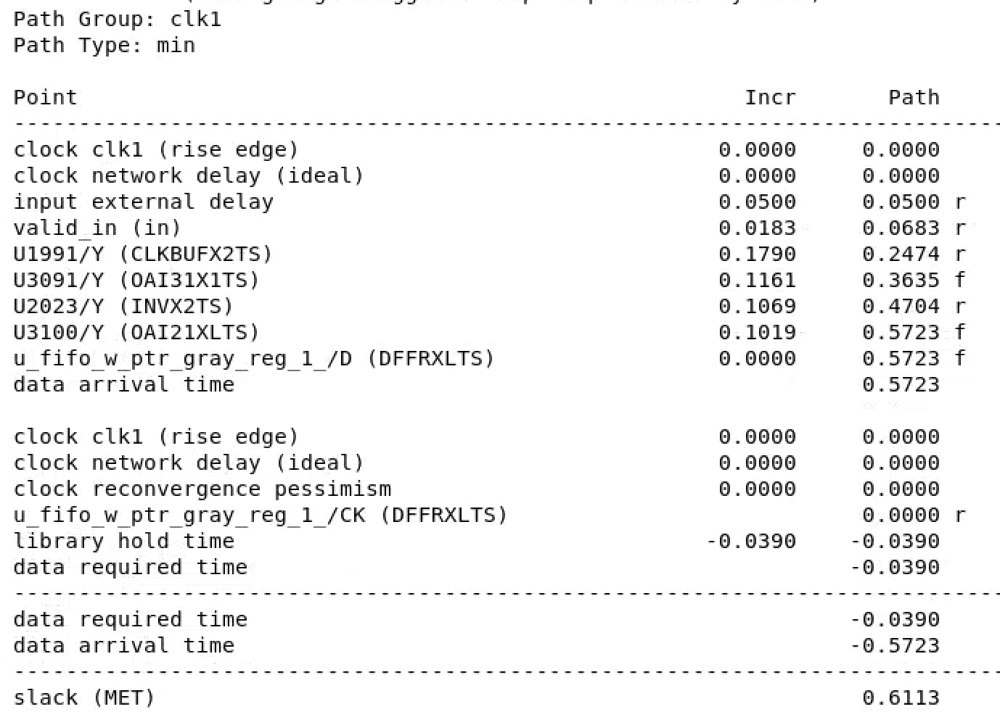 Path Group: clk1
Path Type: min
Point Incr Path
--------------------------------------------------------------------------
clock clk1 (rise edge) 0.0000 0.0000
clock network delay (ideal) 0.0000 0.0000
input external delay 0.0500 0.0500 r
valid_in (in) 0.0183 0.0683 r
U1991/Y (CLKBUFX2TS) 0.1790 0.2474 r
U3091/Y (OAI31X1TS) 0.1161 0.3635 f
U2023/Y (INVX2TS) 0.1069 0.4704 r
U3100/Y (OAI21XLTS) 0.1019 0.5723 f
u_fifo_w_ptr_gray_reg_1_/D (DFFRXLTS) 0.0000 0.5723 f
data arrival time 0.5723
clock clk1 (rise edge) 0.0000 0.0000
clock network delay (ideal) 0.0000 0.0000
clock reconvergence pessimism 0.0000 0.0000
u_fifo_w_ptr_gray_reg_1_/CK (DFFRXLTS) 0.0000 r
library hold time -0.0390 -0.0390
data required time -0.0390
--------------------------------------------------------------------------
data required time -0.0390
data arrival time -0.5723
--------------------------------------------------------------------------
slack (MET) 0.6113